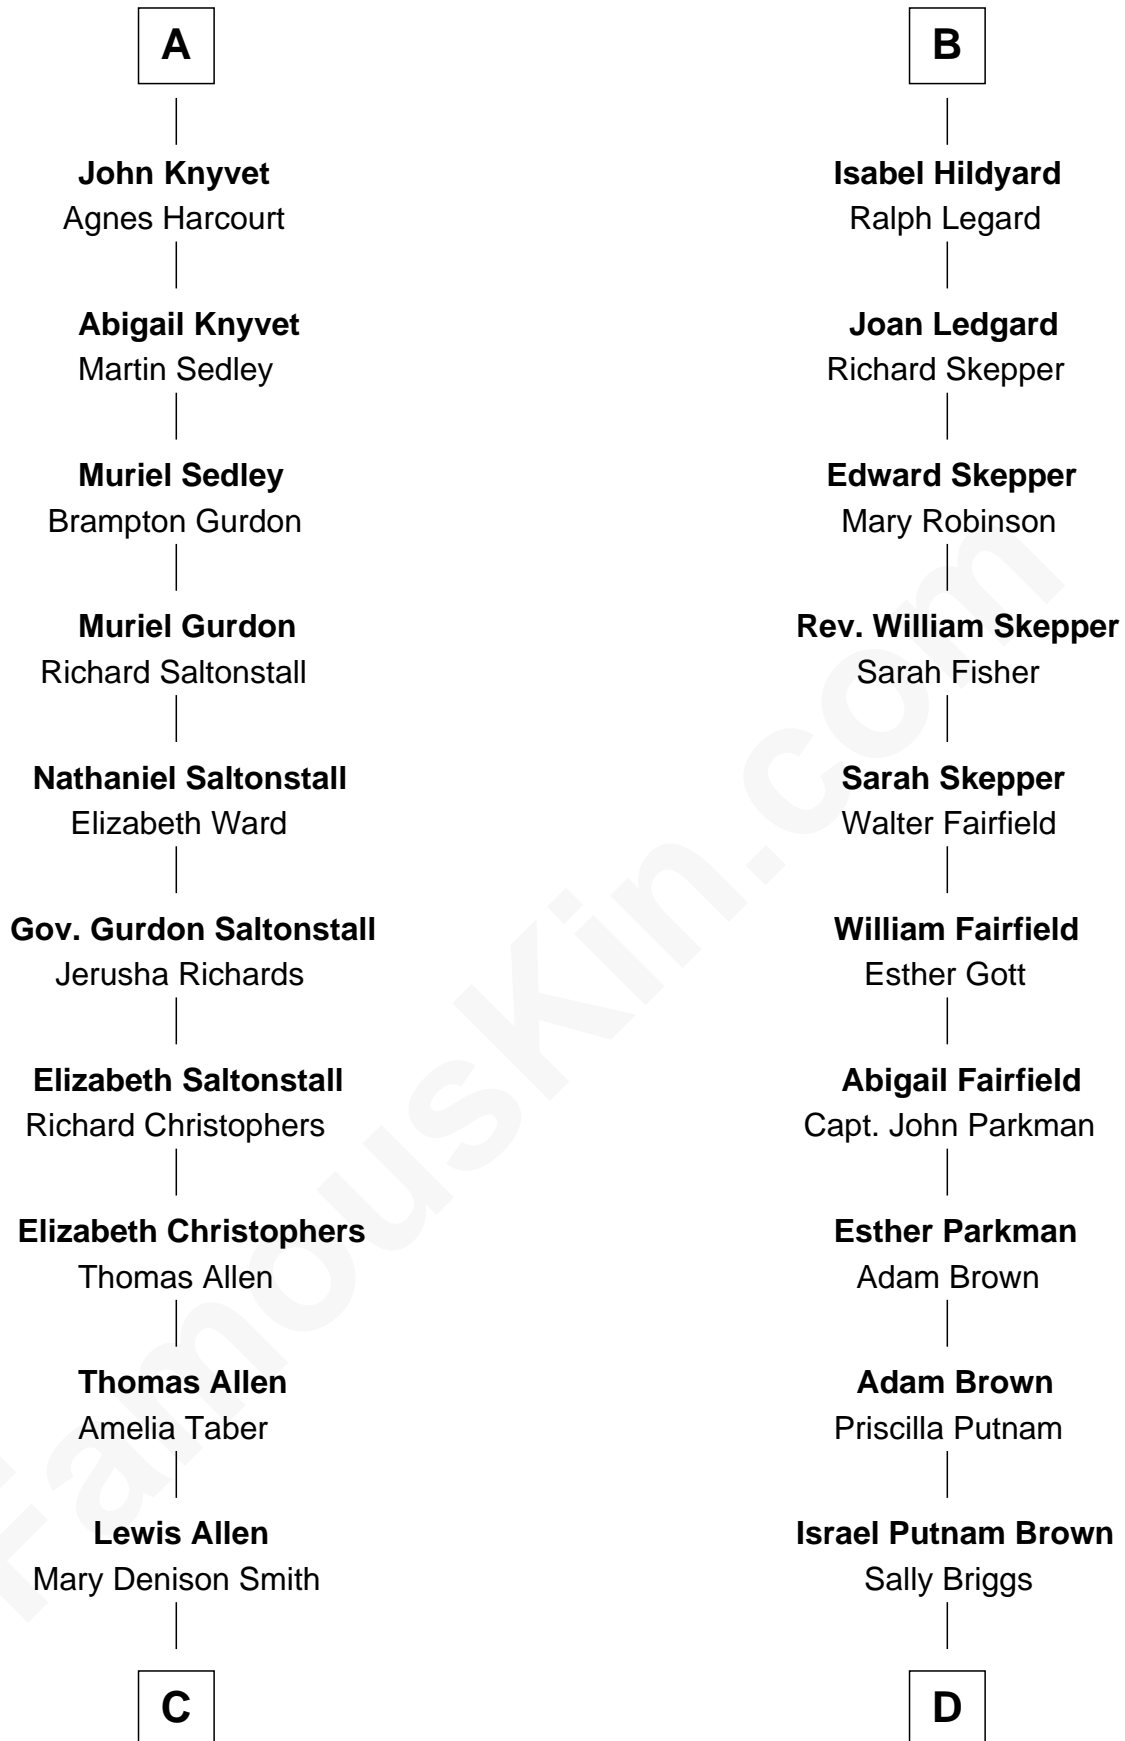 A
John Knyvet
Agnes Harcourt
Abigail Knyvet
Martin Sedley
Muriel Sedley
Brampton Gurdon
Muriel Gurdon
Richard Saltonstall
Nathaniel Saltonstall
Elizabeth Ward
Gov. Gurdon Saltonstall
Jerusha Richards
Elizabeth Saltonstall
Richard Christophers
Elizabeth Christophers
Thomas Allen
Thomas Allen
Amelia Taber
Lewis Allen
Mary Denison Smith
C
B
Isabel Hildyard
Ralph Legard
Joan Ledgard
Richard Skepper
Edward Skepper
Mary Robinson
Rev. William Skepper
Sarah Fisher
Sarah Skepper
Walter Fairfield
William Fairfield
Esther Gott
Abigail Fairfield
Capt. John Parkman
Esther Parkman
Adam Brown
Adam Brown
Priscilla Putnam
Israel Putnam Brown
Sally Briggs
D
FamousKin.com